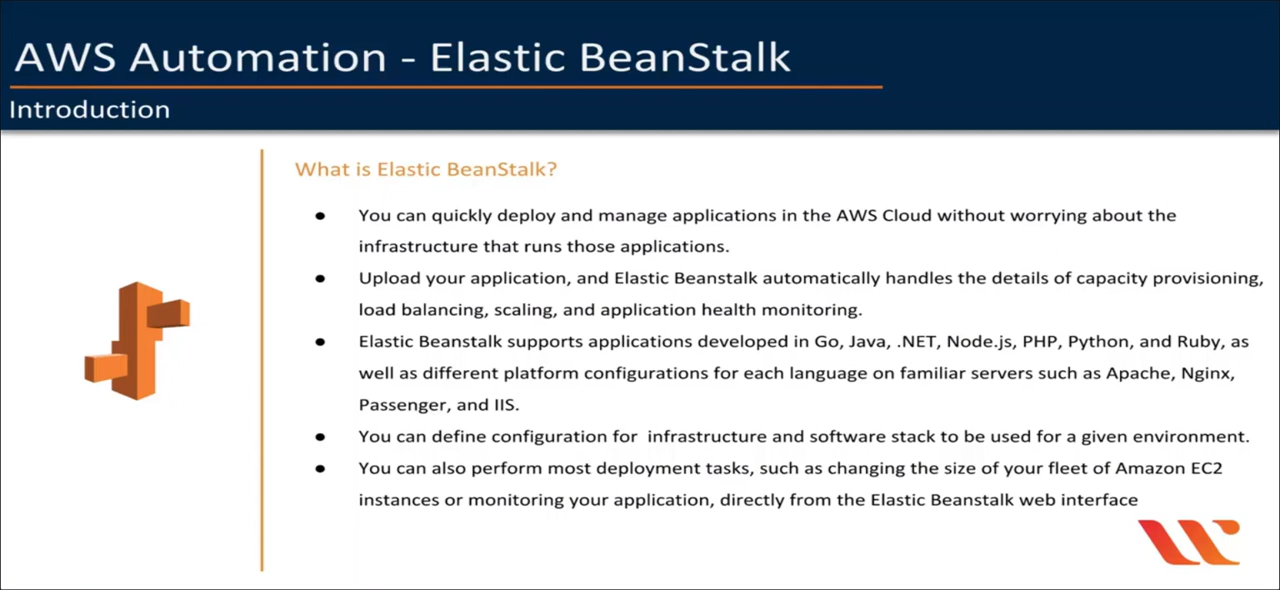 AWS Automation - Elastic BeanStalk
Introduction
What is Elastic BeanStalk?
● You can quickly deploy and manage applications in the AWS Cloud without worrying about the
infrastructure that runs those applications.
● Upload your application, and Elastic Beanstalk automatically handles the details of capacity provisioning,
load balancing, scaling, and application health monitoring.
● Elastic Beanstalk supports applications developed in Go, Java, .NET, Node.js, PHP, Python, and Ruby, as
well as different platform configurations for each language on familiar servers such as Apache, Nginx,
Passenger, and IIS.
● You can define configuration for  infrastructure and software stack to be used for a given environment.
● You can also perform most deployment tasks, such as changing the size of your fleet of Amazon EC2
instances or monitoring your application, directly from the Elastic Beanstalk web interface